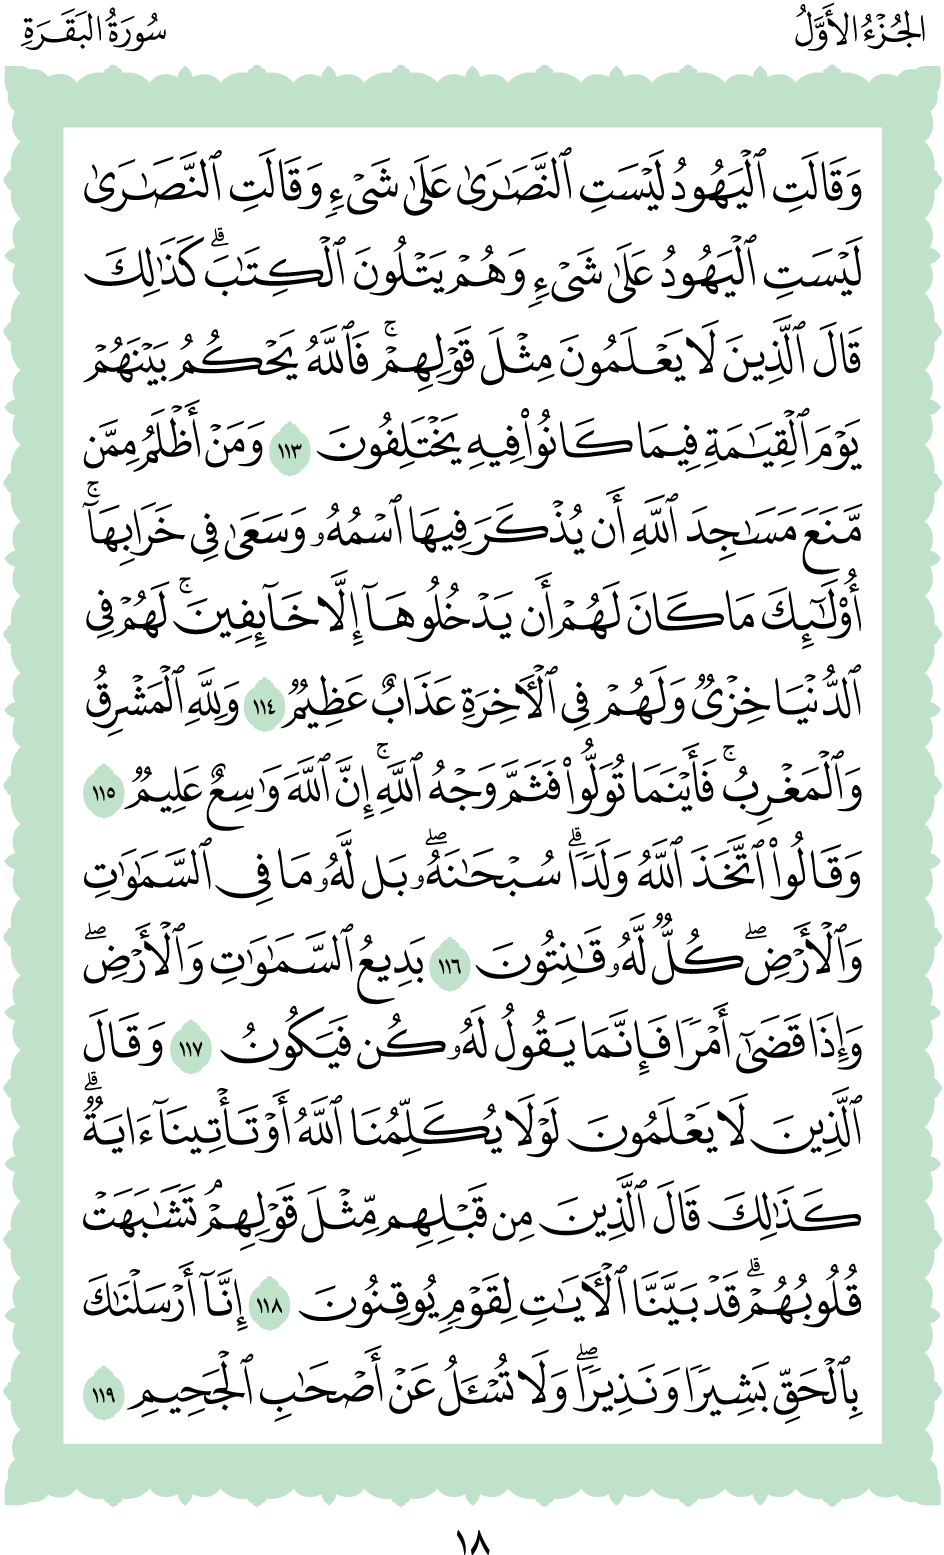 الجُزْءُ الأَوَّلُ
سُورَةُ البَقَرَةِ
وَقَالَتِ ٱلۡيَهُودُ لَيۡسَتِ ٱلنَّصَٰرَىٰ عَلَىٰ شَيۡءٖ وَقَالَتِ ٱلنَّصَٰرَىٰ
لَيۡسَتِ ٱلۡيَهُودُ عَلَىٰ شَيۡءٖ وَهُمۡ يَتۡلُونَ ٱلۡكِتَٰبَۗ كَذَٰلِكَ
قَالَ ٱلَّذِينَ لَا يَعۡلَمُونَ مِثۡلَ قَوۡلِهِمۡۚ فَٱللَّهُ يَحۡكُمُ بَيۡنَهُمۡ
يَوۡمَ ٱلۡقِيَٰمَةِ فِيمَا كَانُواْ فِيهِ يَخۡتَلِفُونَ ١١٣ وَمَنۡ أَظۡلَمُ مِمَّن
مَّنَعَ مَسَٰجِدَ ٱللَّهِ أَن يُذۡكَرَ فِيهَا ٱسۡمُهُۥ وَسَعَىٰ فِي خَرَابِهَآۚ
أُوْلَٰٓئِكَ مَا كَانَ لَهُمۡ أَن يَدۡخُلُوهَآ إِلَّا خَآئِفِينَۚ لَهُمۡ فِي
ٱلدُّنۡيَا خِزۡيٞ وَلَهُمۡ فِي ٱلۡأٓخِرَةِ عَذَابٌ عَظِيمٞ ١١٤ وَلِلَّهِ ٱلۡمَشۡرِقُ
وَٱلۡمَغۡرِبُۚ فَأَيۡنَمَا تُوَلُّواْ فَثَمَّ وَجۡهُ ٱللَّهِۚ إِنَّ ٱللَّهَ وَٰسِعٌ عَلِيمٞ ١١٥
وَقَالُواْ ٱتَّخَذَ ٱللَّهُ وَلَدٗاۗ سُبۡحَٰنَهُۥۖ بَل لَّهُۥ مَا فِي ٱلسَّمَٰوَٰتِ
وَٱلۡأَرۡضِۖ كُلّٞ لَّهُۥ قَٰنِتُونَ ١١٦ بَدِيعُ ٱلسَّمَٰوَٰتِ وَٱلۡأَرۡضِۖ
وَإِذَا قَضَىٰٓ أَمۡرٗا فَإِنَّمَا يَقُولُ لَهُۥ كُن فَيَكُونُ ١١٧ وَقَالَ
ٱلَّذِينَ لَا يَعۡلَمُونَ لَوۡلَا يُكَلِّمُنَا ٱللَّهُ أَوۡ تَأۡتِينَآ ءَايَةٞۗ
كَذَٰلِكَ قَالَ ٱلَّذِينَ مِن قَبۡلِهِم مِّثۡلَ قَوۡلِهِمۡۘ تَشَٰبَهَتۡ
قُلُوبُهُمۡۗ قَدۡ بَيَّنَّا ٱلۡأٓيَٰتِ لِقَوۡمٖ يُوقِنُونَ ١١٨ إِنَّآ أَرۡسَلۡنَٰكَ
بِٱلۡحَقِّ بَشِيرٗا وَنَذِيرٗاۖ وَلَا تُسۡـَٔلُ عَنۡ أَصۡحَٰبِ ٱلۡجَحِيمِ ١١٩
١٨